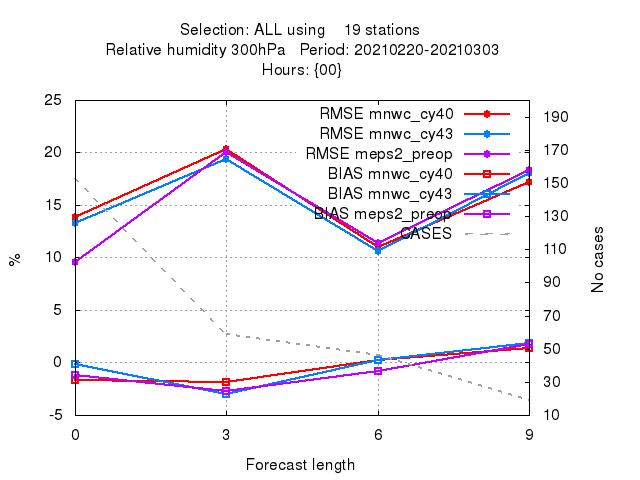 Selection: ALL using 19 stations
Relative humidity 300hPa Period: 20210220-20210303
Hours: {00}
25
20
15
10
5
0
-5
%
RMSE mnwc_cy40
RMSE mnwc_cy43
RMSE meps2_preop
BIAS mnwc_cy40
BIAS mnwc_cy43
BIAS meps2_preop
CASES
190
170
150
130
110
90
70
50
30
10
No cases
0 3 6 9
Forecast length